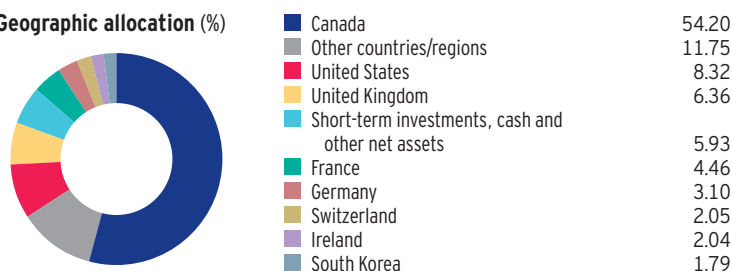 Geographic allocation (%)
Canada 54.20
Other countries/regions 11.75
United States 8.32
United Kingdom 6.36
Short-term investments, cash and
other net assets 5.93
France 4.46
Germany 3.10
Switzerland 2.05
Ireland 2.04
South Korea 1.79